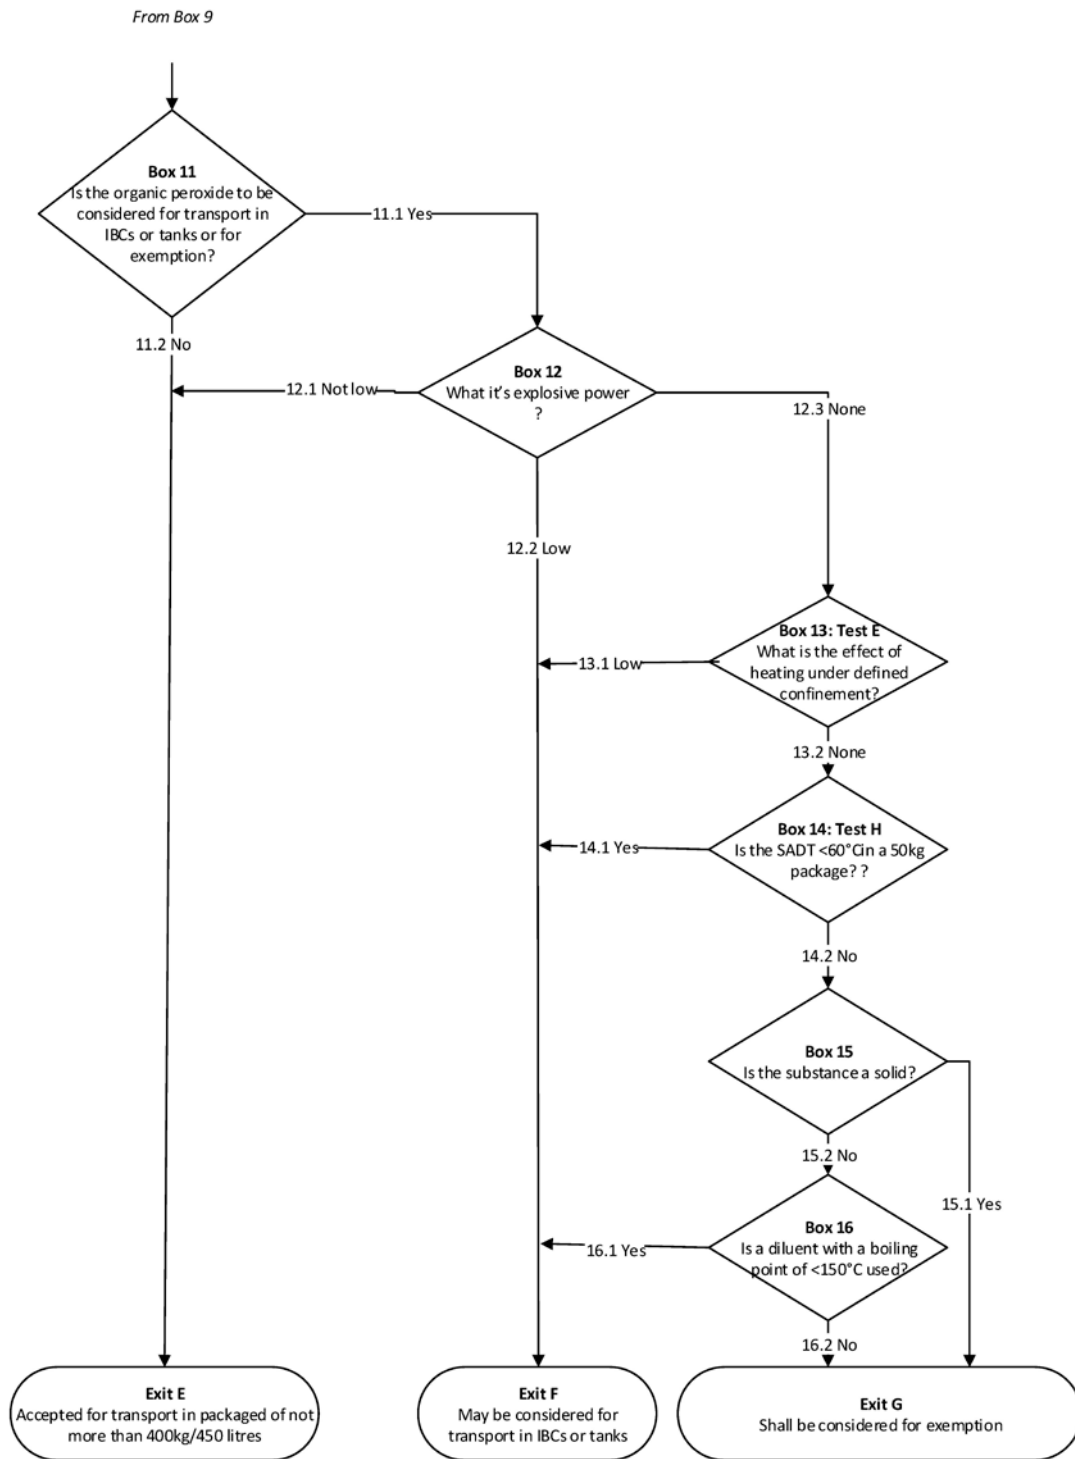 From Box 9
Box 11
Is the organic peroxide to be
considered for transport in
IBCs or tanks or for
exemption?
11.1 Yes
11.2 No
Box 12
What it's explosive power
?
12.1 Not low
12.3 None
12.2 Low
Box 13: Test E
What is the effect of
heating under defined
confinement?
13.1 Low
13.2 None
Box 14: Test H
Is the SADT <60°Cin a 50kg
package? ?
14.1 Yes
14.2 No
Box 15
Is the substance a solid?
15.2 No
15.1 Yes
Box 16
Is a diluent with a boiling
point of <150°C used?
16.1 Yes
16.2 No
Exit E
Accepted for transport in packaged of not
more than 400kg/450 litres
Exit F
May be considered for
transport in IBCs or tanks
Exit G
Shall be considered for exemption